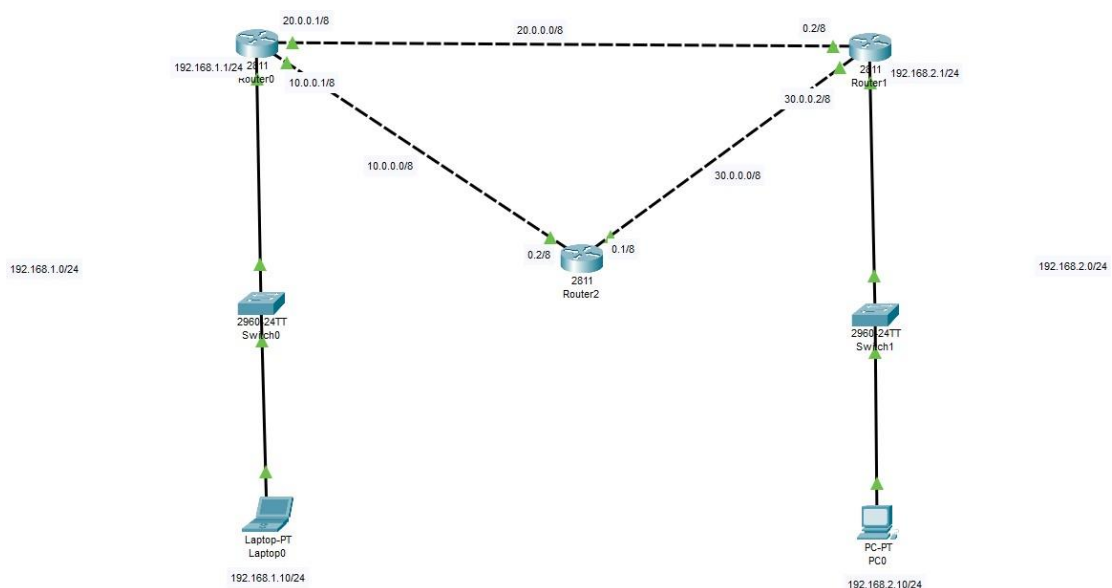 20.0.0.1/8
20.0.0.0/8
0.2/8
2811
Router0
192.168.1.1/24
10.0.0.1/8
2811
Router1
192.168.2.1/24
30.0.0.2/8
10.0.0.0/8
30.0.0.0/8
0.2/8
0.1/8
2811
Router2
192.168.1.0/24
192.168.2.0/24
2960-24TT
Switch0
2960-24TT
Switch1
Laptop-PT
Laptop0
192.168.1.10/24
PC-PT
PC0
192.168.2.10/24